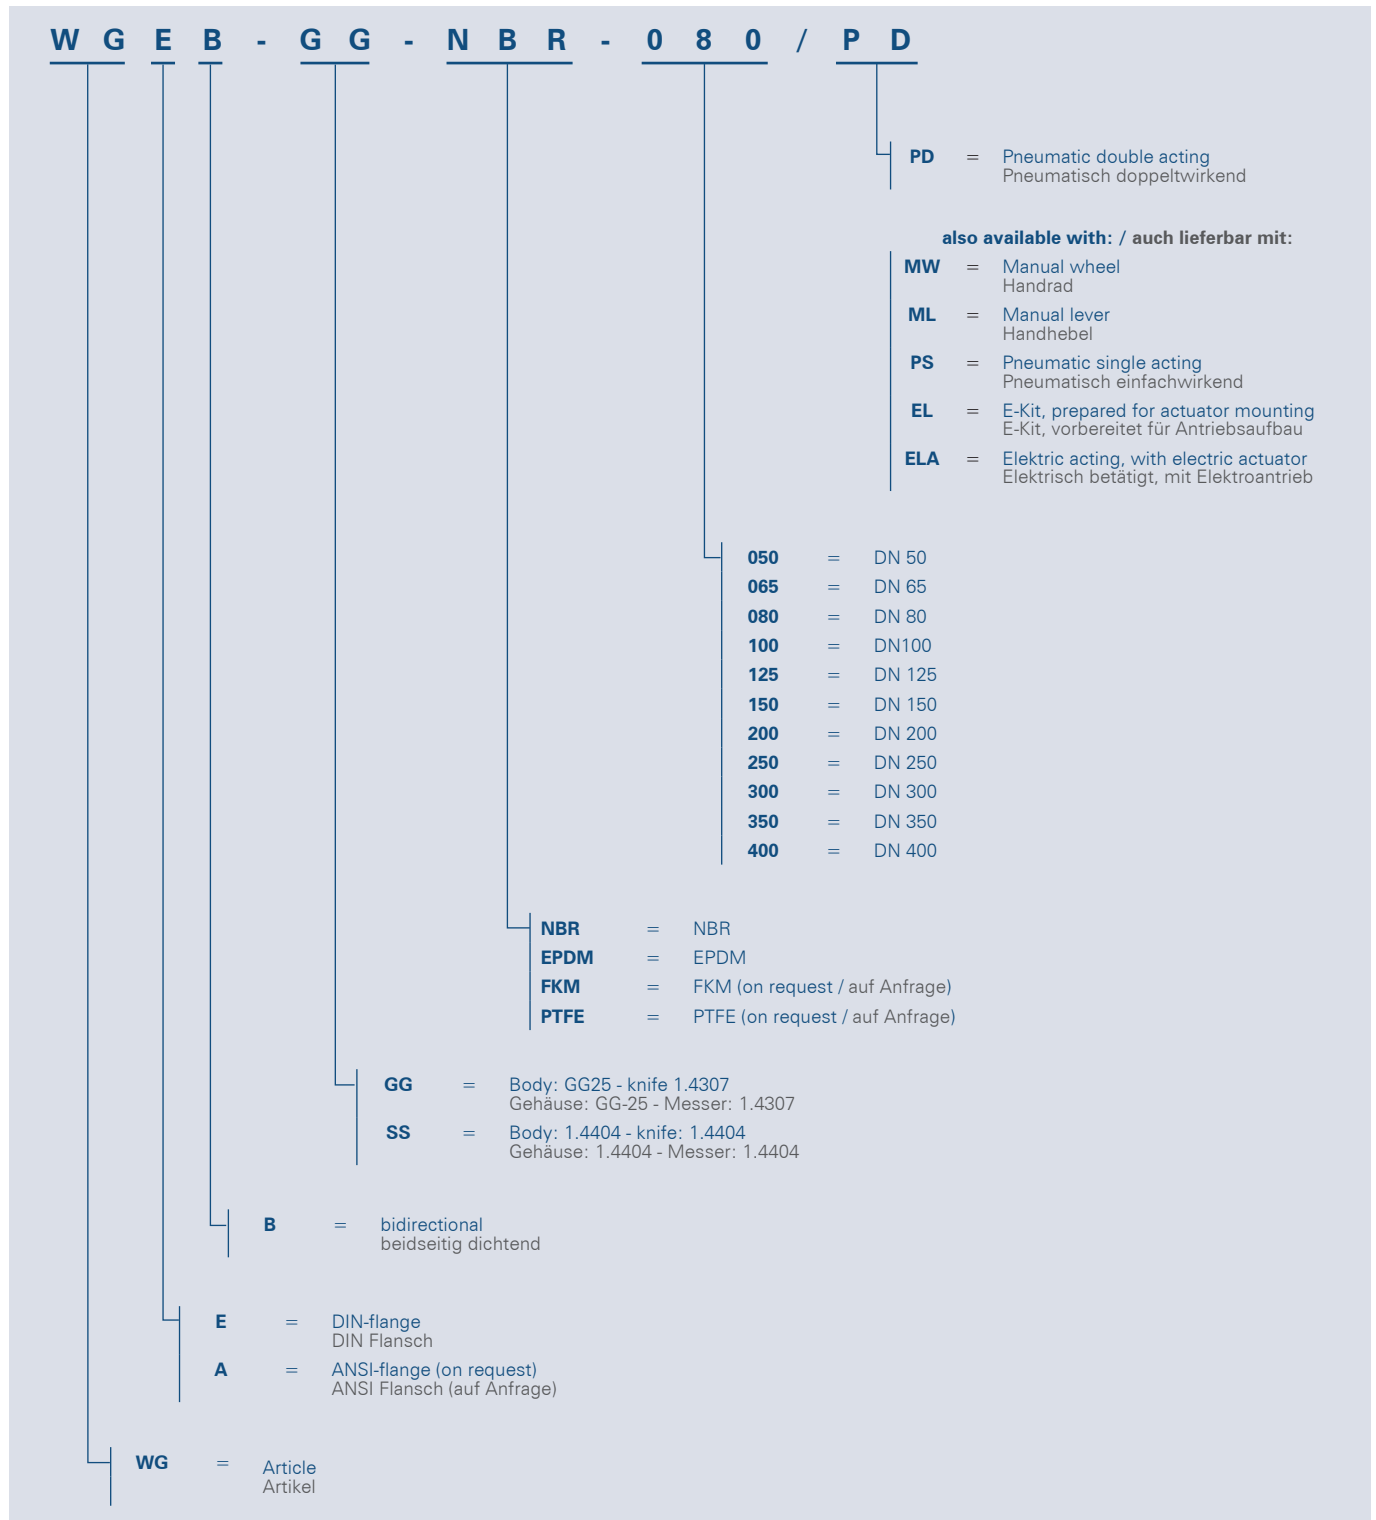 WGEB-GG-NBR-080/PD
PD = Pneumatic double acting
Pneumatisch doppeltwirkend
also available with: / auch lieferbar mit:
MW = Manual wheel
Handrad
ML = Manual lever
Handhebel
PS = Pneumatic single acting
Pneumatisch einfachwirkend
EL = E-Kit, prepared for actuator mounting
E-Kit, vorbereitet für Antriebsaufbau
ELA = Elektric acting, with electric actuator
Elektrisch betätigt, mit Elektroantrieb
050 = DN 50
065 = DN 65
080 = DN 80
100 = DN100
125 = DN 125
150 = DN 150
200 = DN 200
250 = DN 250
300 = DN 300
350 = DN 350
400 = DN 400
NBR = NBR
EPDM = EPDM
FKM = FKM (on request / auf Anfrage)
PTFE = PTFE (on request / auf Anfrage)
GG = Body: GG25 - knife 1.4307
Gehäuse: GG-25 - Messer: 1.4307
SS = Body: 1.4404 - knife: 1.4404
Gehäuse: 1.4404 - Messer: 1.4404
B = bidirectional
beidseitig dichtend
E = DIN-flange
DIN Flansch
A = ANSI-flange (on request)
ANSI Flansch (auf Anfrage)
WG = Article
Artikel